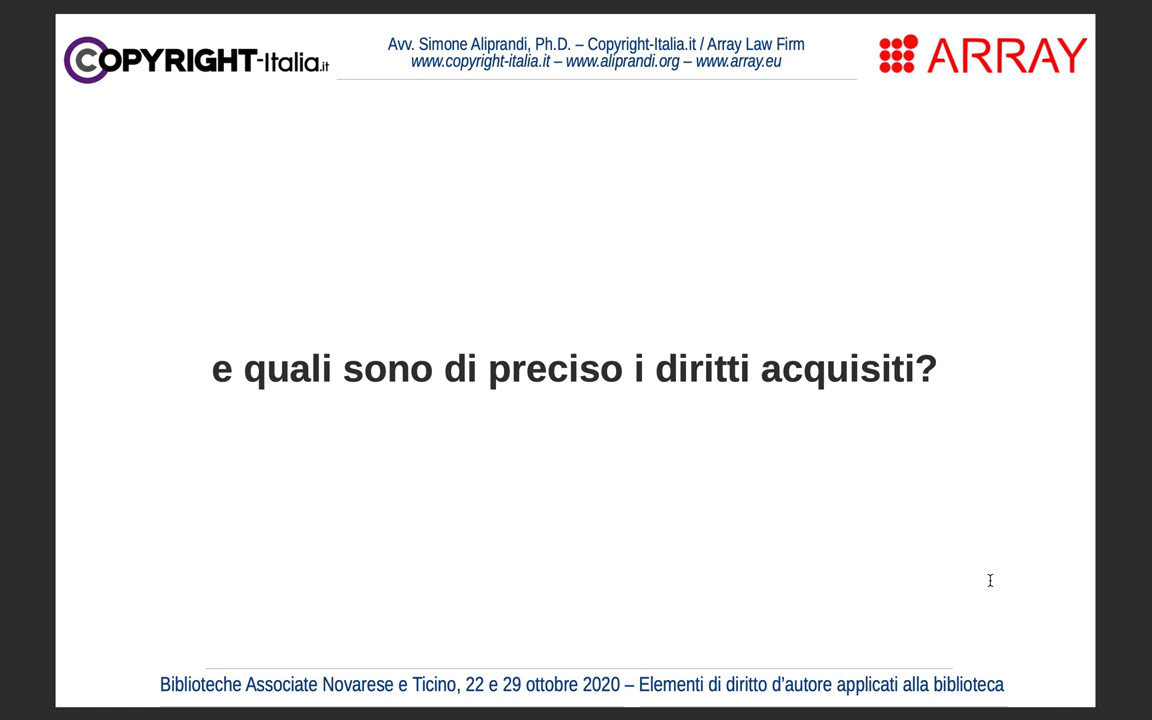 COPYRIGHT-Italia.it
Avv. Simone Aliprandi, Ph.D. – Copyright-Italia.it / Array Law Firm
www.copyright-italia.it – www.aliprandi.org – www.array.eu
ARRAY
e quali sono di preciso i diritti acquisiti?
Biblioteche Associate Novarese e Ticino, 22 e 29 ottobre 2020 – Elementi di diritto d'autore applicati alla biblioteca